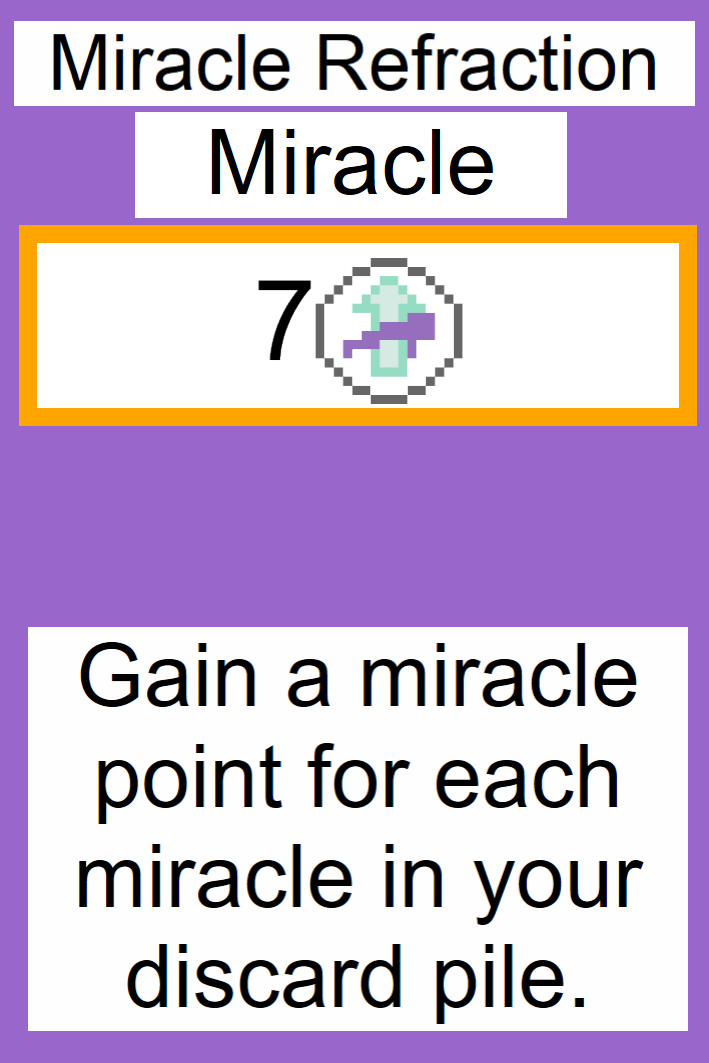 Miracle Refraction
Miracle
7
Gain a miracle
point for each
miracle in your
discard pile.